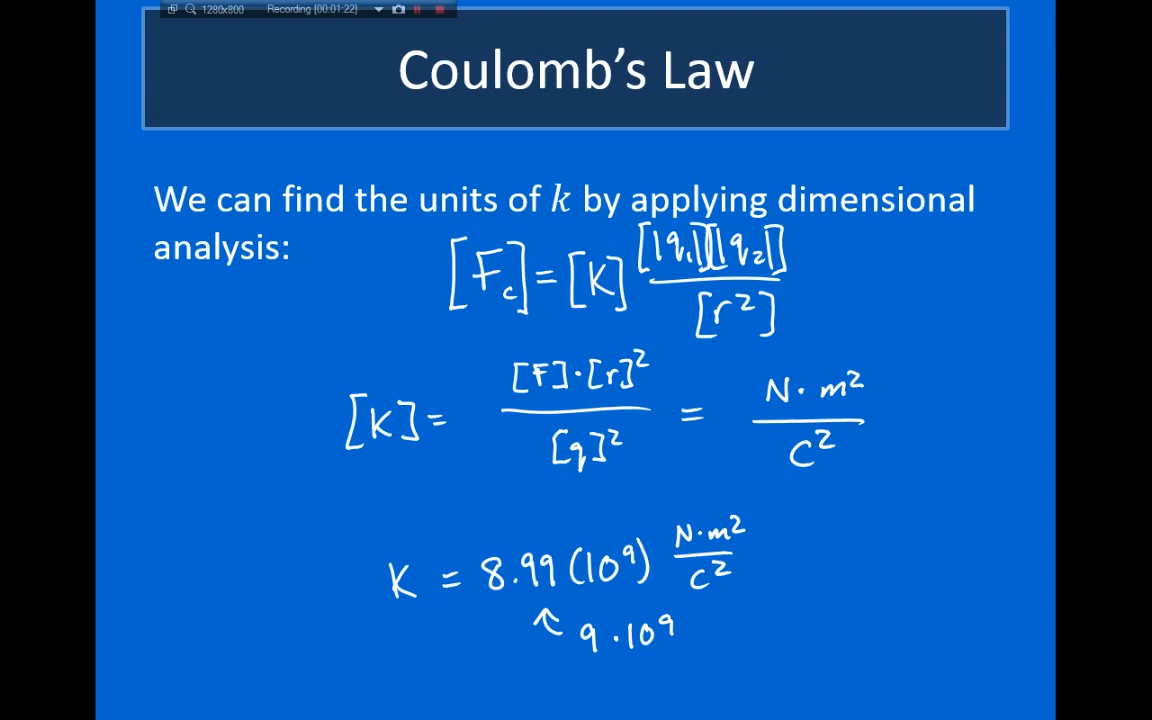 1280x800 Recording [00:01:22]
Coulomb's Law
We can find the units of k by applying dimensional
analysis:
[F_c] = [K] [|q₁|][|q₂|] / [r²]
[K] = [F]·[r]² / [q]² = N·m² / C²
K = 8.99 (10⁹) N·m² / C²
↖ 9·10⁹